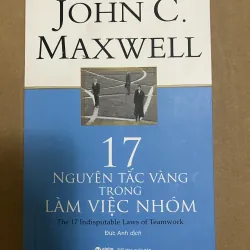 JOHN C.
MAXWELL
17
NGUYÊN TẮC VÀNG
TRONG
LÀM VIỆC NHÓM
The 17 Indisputable Laws of Teamwork
Đức Anh dịch